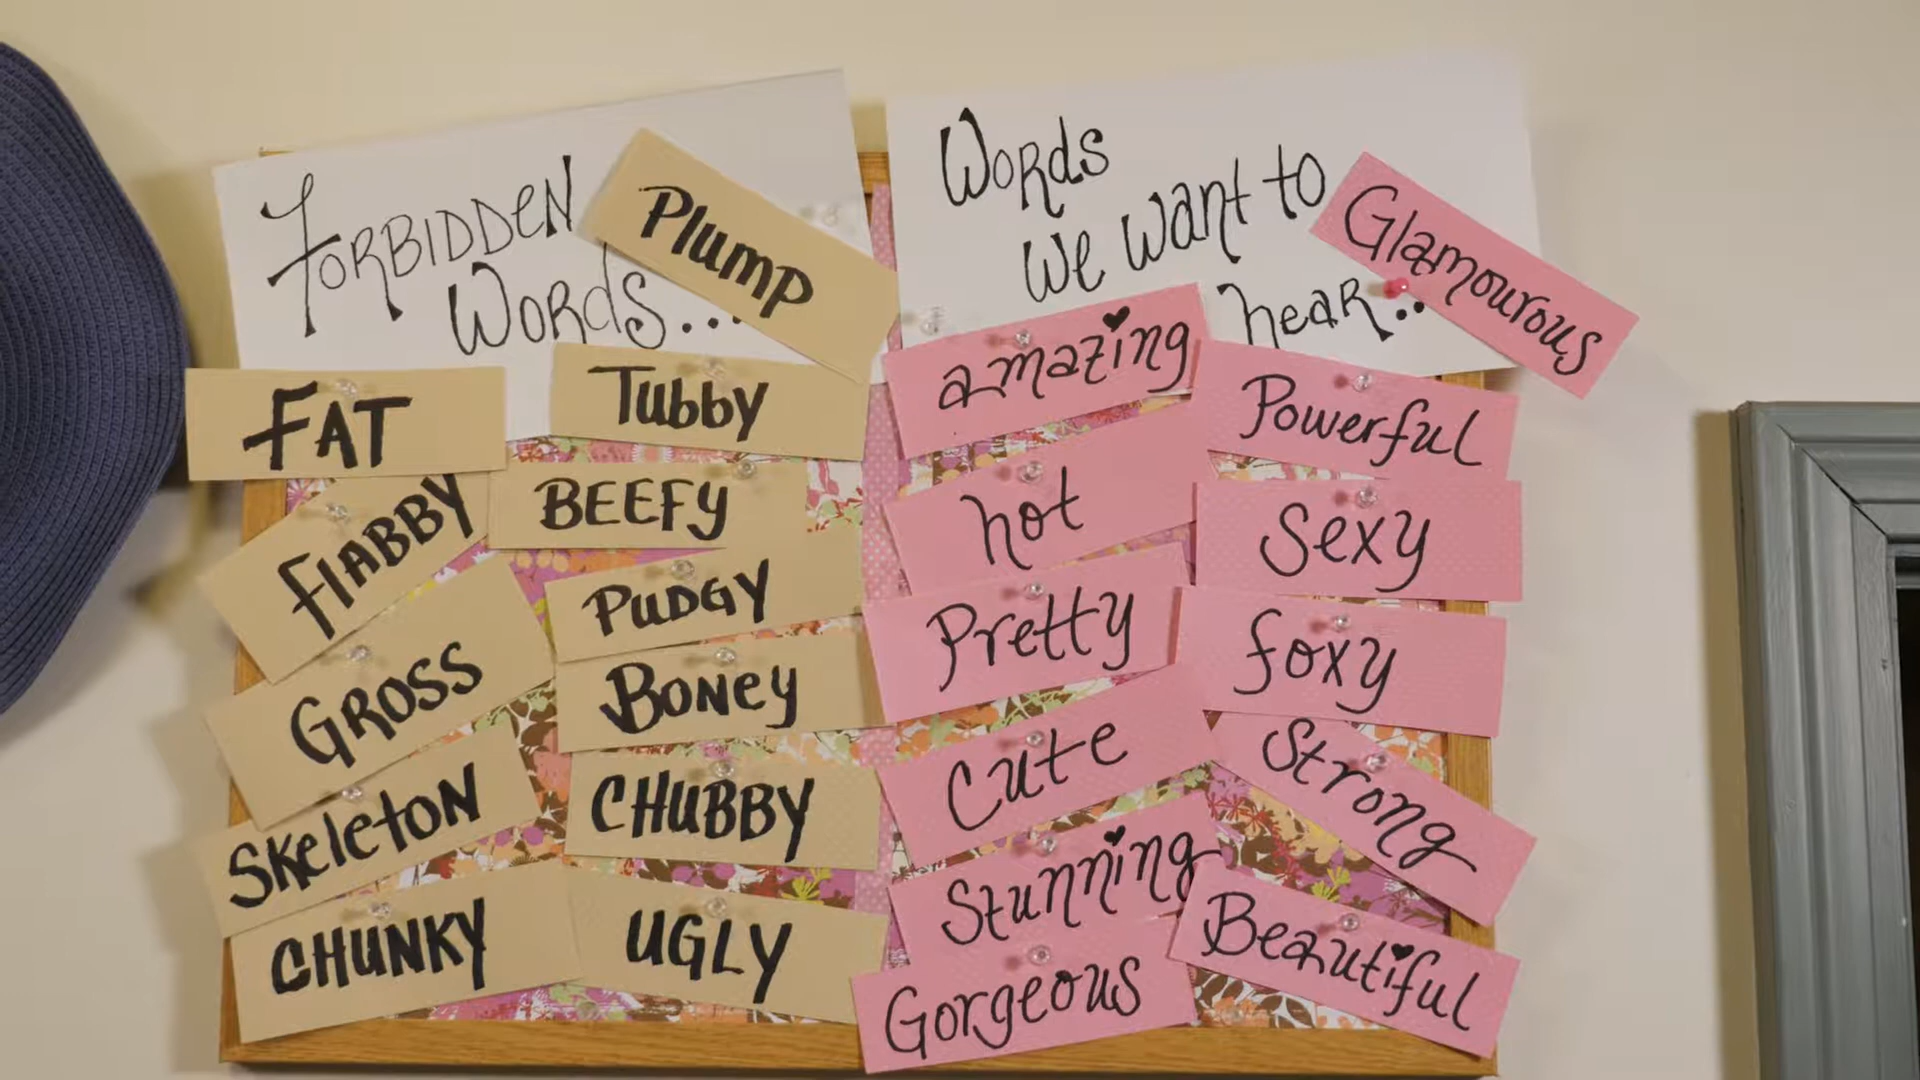 FORBIDDEN
WORDS...
Plump
FAT
Tubby
FlABBY
BEEFY
GROSS
PUDGY
Skeleton
BONeY
CHUNKY
CHUBBY
UGLY
Words
We want to
hear..
Glamourous
amazing
Powerful
hot
Sexy
Pretty
foxy
Cute
Strong
Stunning
Beautiful
Gorgeous